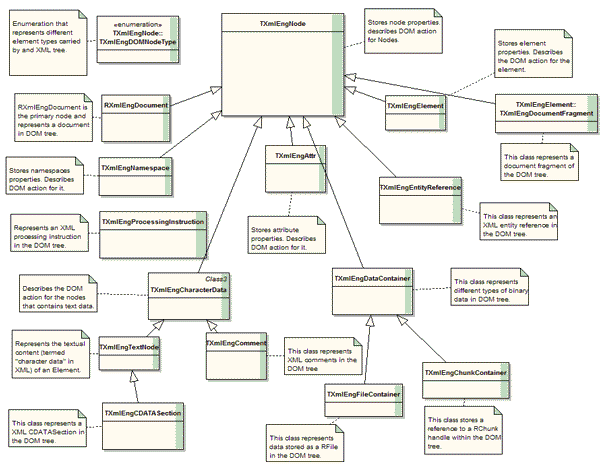 Enumeration that
represents different
element types carried
by and XML tree.
«enumeration»
TXmlEngNode::
TXmlEngDOMNodeType
TXmlEngNode
Stores node properties
describes DOM action
for Nodes.
Stores element
properties. Describes
the DOM action for the
element.
RXmlEngDocument is
the primary node and
represents a document
in DOM tree.
RXmlEngDocument
TXmlEngElement
TXmlEngElement::
TXmlEngDocumentFragment
This class represents a
document fragment of
the DOM tree.
Stores namespaces
properties. Describes
DOM action for it.
TXmlEngNamespace
TXmlEngAttr
TXmlEngEntityReference
Represents an XML
processing instruction
in the DOM tree.
TXmlEngProcessingInstruction
Stores attribute
properties. Describes
DOM action for it.
This class represents an
XML entity reference in
the DOM tree.
Describes the DOM
action for the nodes
that contains text data.
Class3
TXmlEngCharacterData
TXmlEngDataContainer
This class represents
different types of binary
data in DOM tree.
Represents the textual
content (termed
"character data" in
XML) of an Element.
TXmlEngTextNode
TXmlEngComment
This class represents
XML comments in the
DOM tree
TXmlEngChunkContainer
TXmlEngFileContainer
This class represents a
XML CDATASection in
the DOM tree.
TXmlEngCDATASection
This class represents
data stored as a RFile
in the DOM tree.
This class stores a
reference to a RChunk
handle within the DOM
tree.